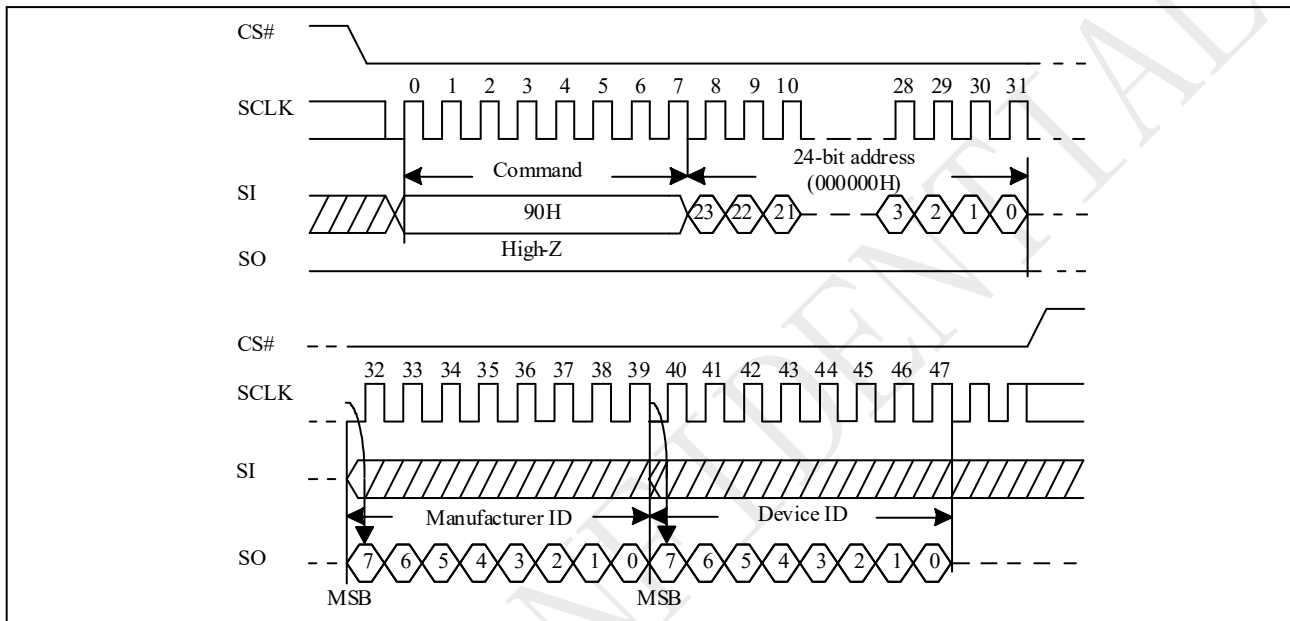 CS#
0 1 2 3 4 5 6 7 8 9 10 28 29 30 31
SCLK
Command
24-bit address
(000000H)
SI
90H
23 22 21 3 2 1 0
High-Z
SO
CS#
32 33 34 35 36 37 38 39 40 41 42 43 44 45 46 47
SCLK
SI
Manufacturer ID
Device ID
SO
7 6 5 4 3 2 1 0 7 6 5 4 3 2 1 0
MSB
MSB
NFIDENTIAL